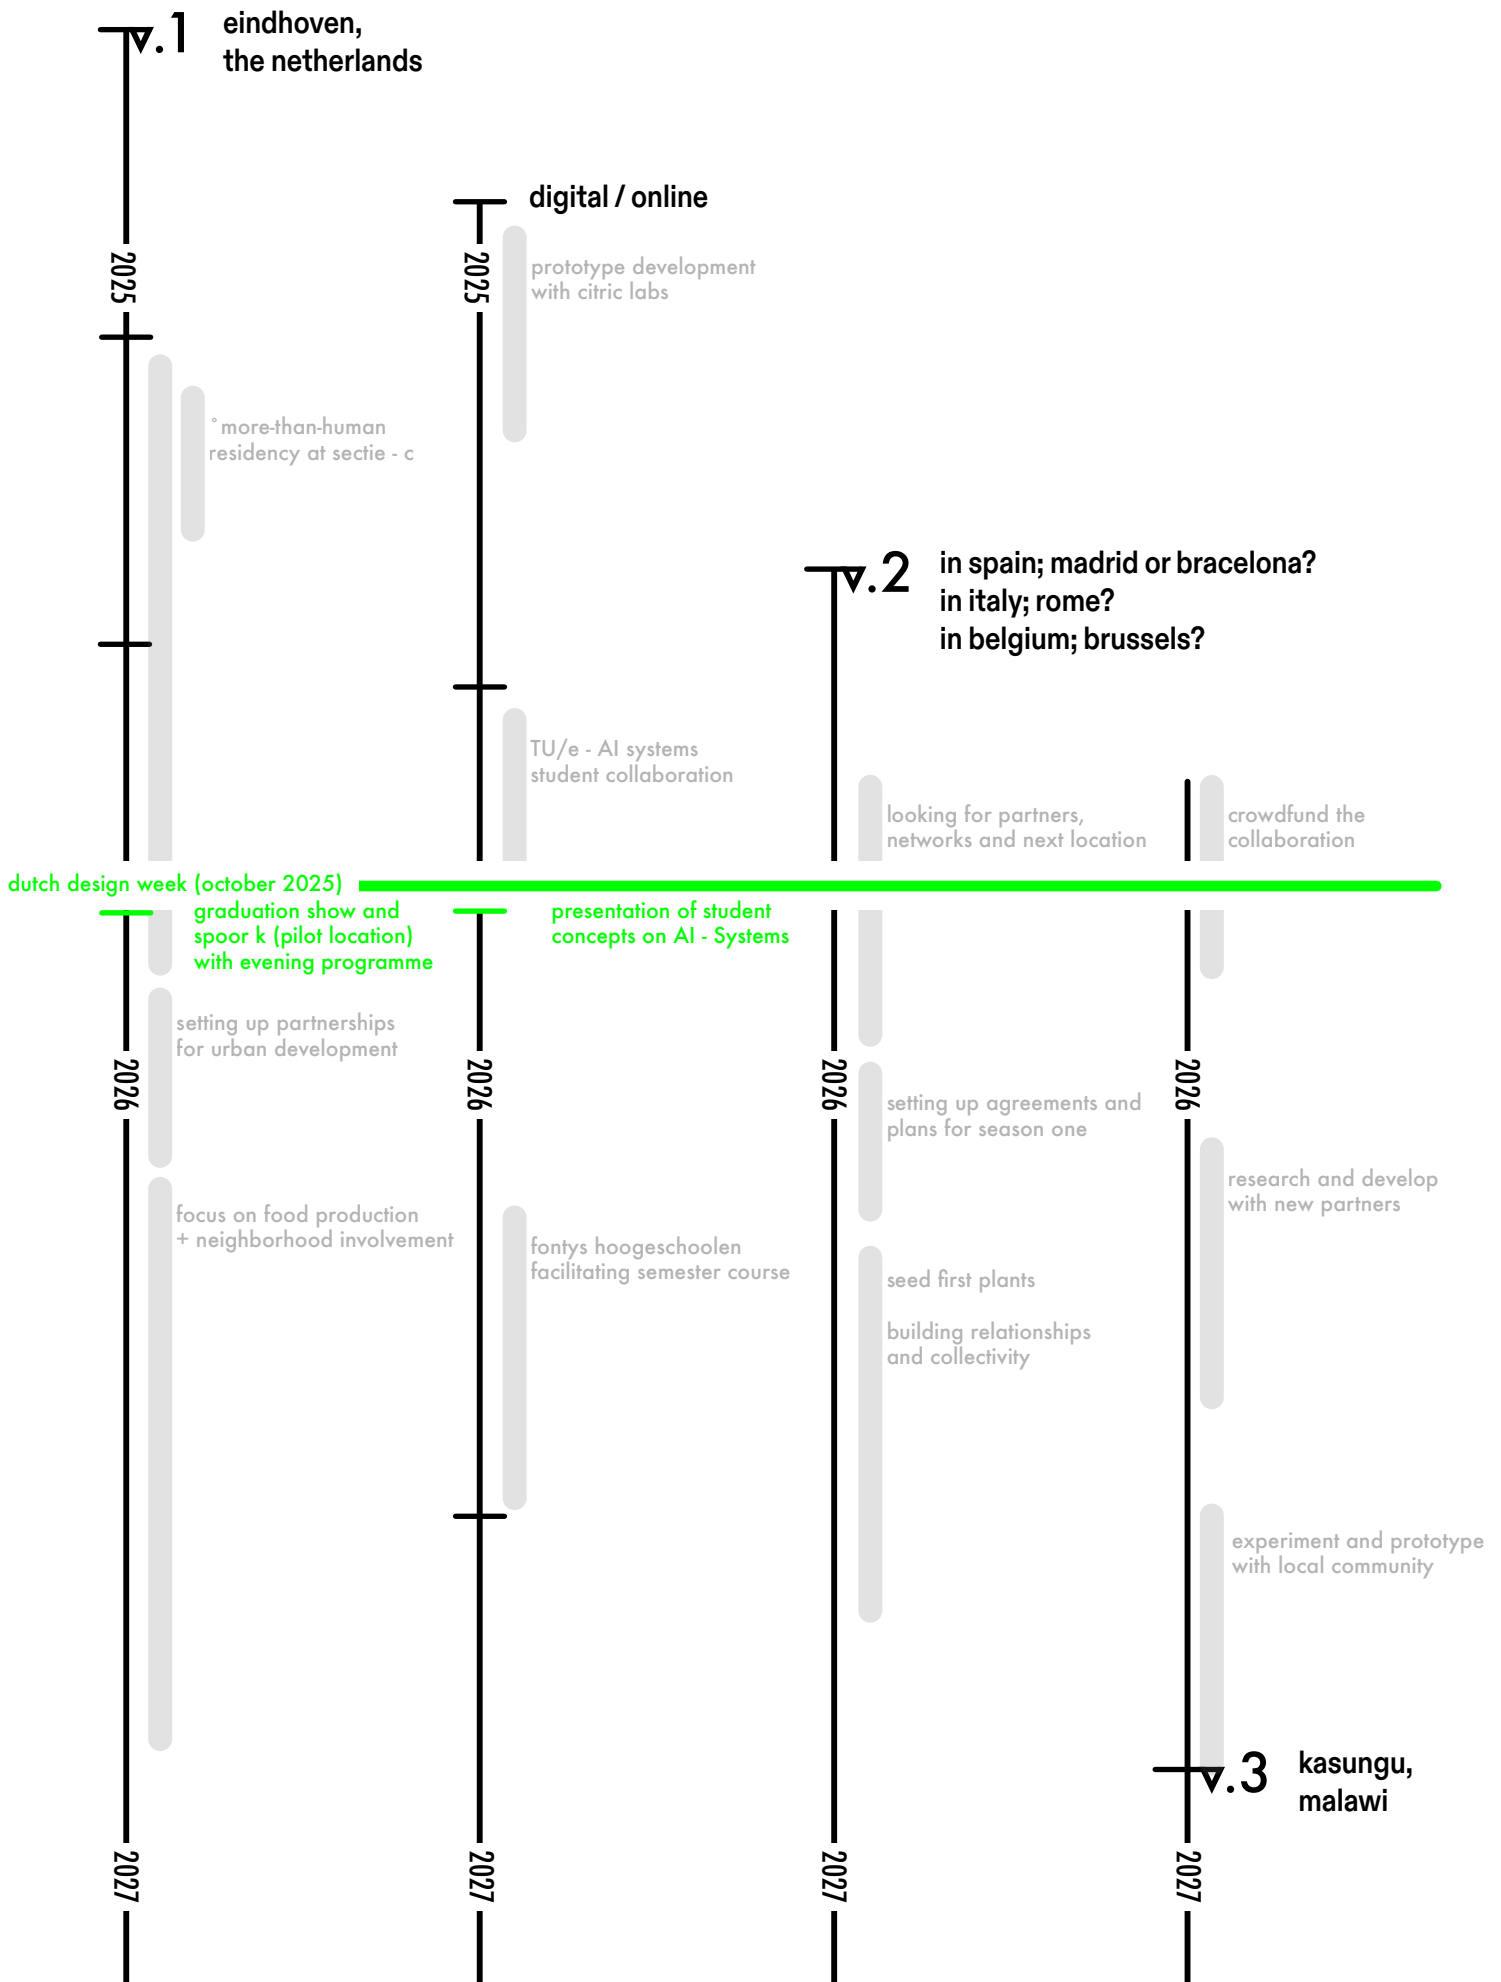 v.1
eindhoven,
the netherlands
digital / online
2025
2025
prototype development
with citric labs
°more-than-human
residency at sectie - c
v.2
in spain; madrid or bracelona?
in italy; rome?
in belgium; brussels?
TU/e - AI systems
student collaboration
looking for partners,
networks and next location
crowdfund the
collaboration
dutch design week (october 2025)
graduation show and
spoor k (pilot location)
with evening programme
presentation of student
concepts on AI - Systems
setting up partnerships
for urban development
2026
2026
2026
2026
setting up agreements and
plans for season one
research and develop
with new partners
focus on food production
+ neighborhood involvement
fontys hoogeschoolen
facilitating semester course
seed first plants
building relationships
and collectivity
experiment and prototype
with local community
v.3
kasungu,
malawi
2027
2027
2027
2027